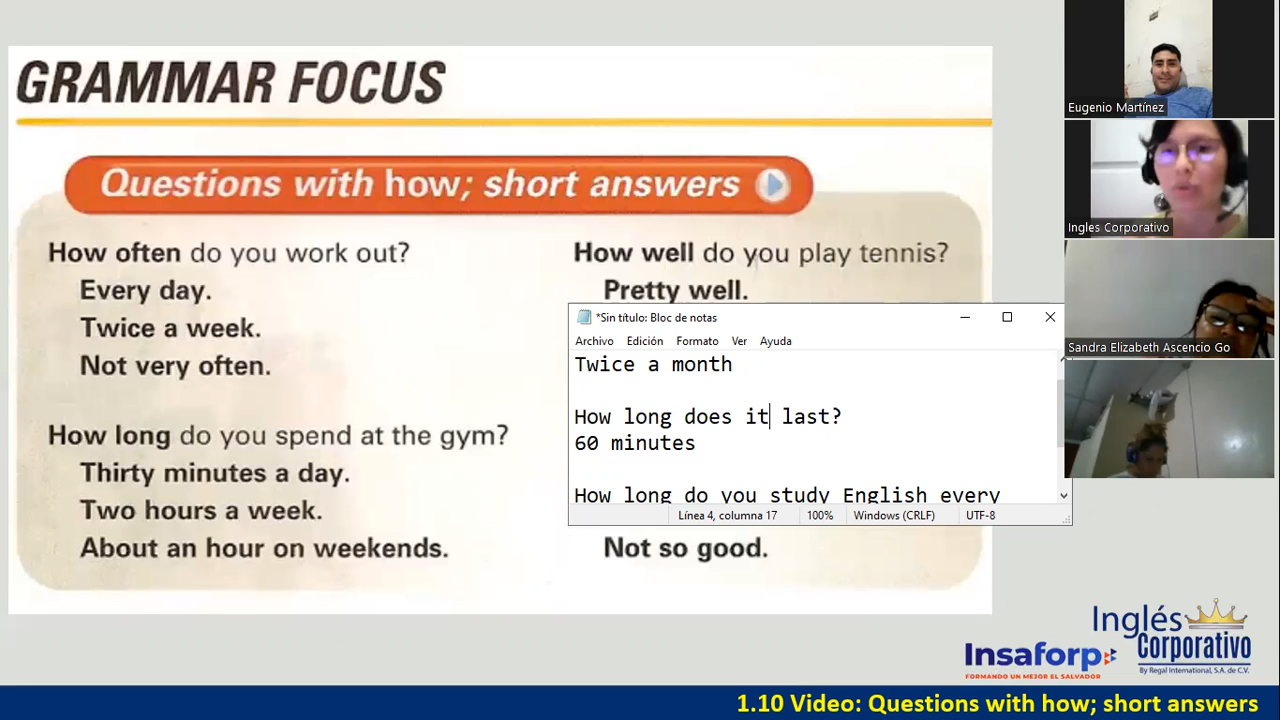 GRAMMAR FOCUS
Questions with how; short answers
How often do you work out?
Every day.
Twice a week.
Not very often.
How long do you spend at the gym?
Thirty minutes a day.
Two hours a week.
About an hour on weekends.
How well do you play tennis?
Pretty well.
*Sin título: Bloc de notas
Archivo Edición Formato Ver Ayuda
Twice a month
How long does it last?
60 minutes
How long do you study English every
Línea 4, columna 17 100% Windows (CRLF) UTF-8
Not so good.
Eugenio Martínez
Ingles Corporativo
Sandra Elizabeth Ascencio Go
Insaforp
FORMANDO UN MEJOR EL SALVADOR
Inglés
Corporativo
By Regal International, S.A. de C.V.
1.10 Video: Questions with how; short answers